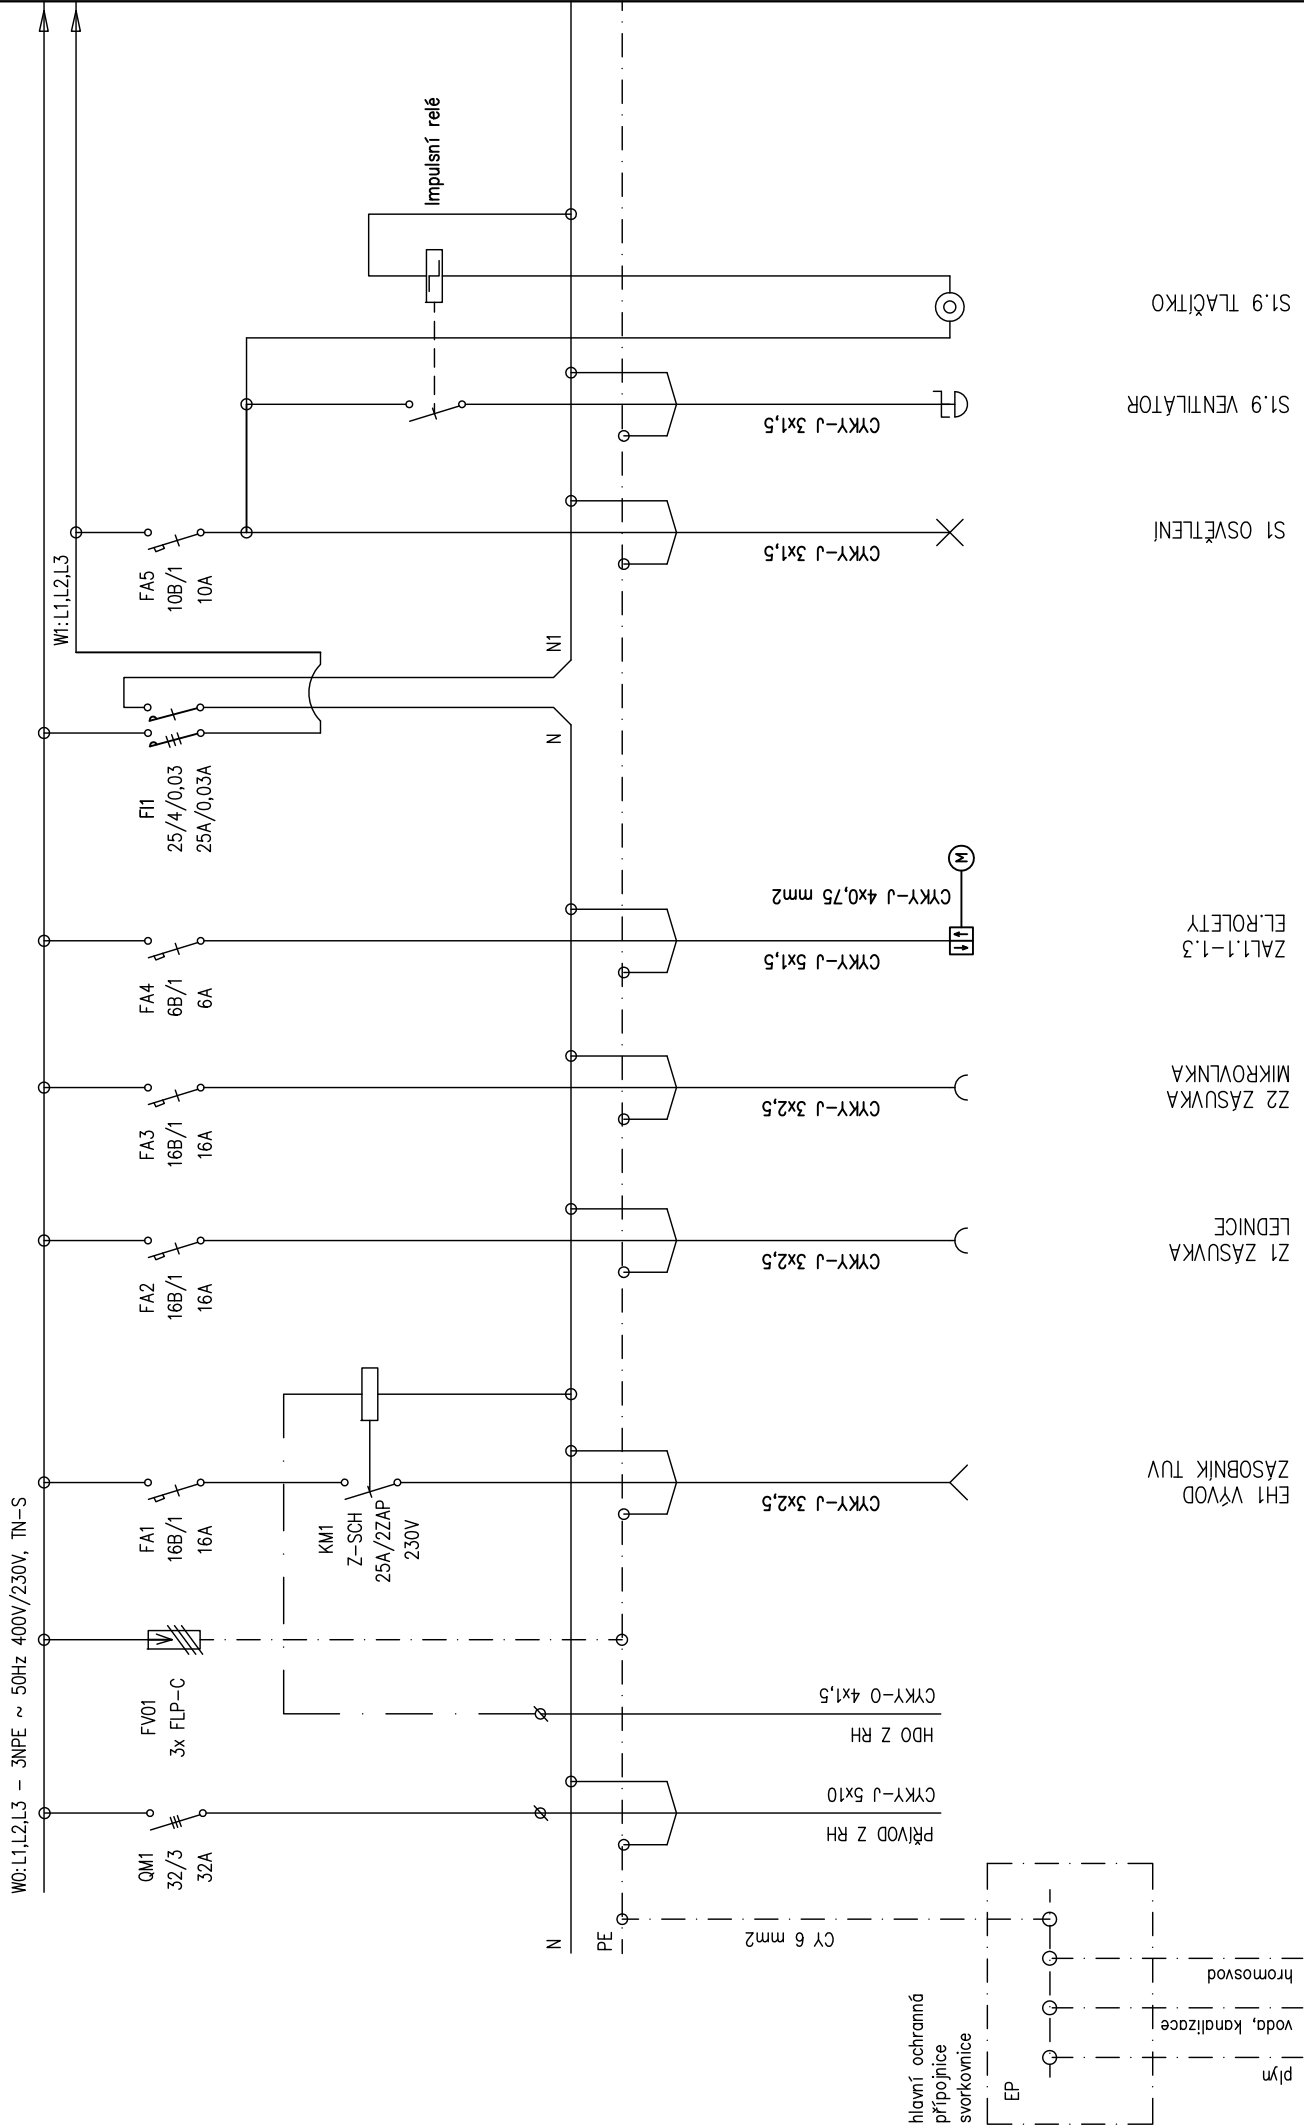 W0:L1,L2,L3 – 3NPE ~ 50Hz 400V/230V, TN-S
QM1
32/3
32A
FV01
3x FLP-C
FA1
16B/1
16A
KM1
Z-SCH
25A/2ZAP
230V
FA2
16B/1
16A
FA3
16B/1
16A
FA4
6B/1
6A
FI1
25/4/0,03
25A/0,03A
W1:L1,L2,L3
FA5
10B/1
10A
Impulsní relé
N
N
N1
PE
CY 6 mm2
PŘÍVOD Z RH
CYKY-J 5x10
HDO Z RH
CYKY-O 4x1,5
CYKY-J 3x2,5
CYKY-J 3x2,5
CYKY-J 3x2,5
CYKY-J 5x1,5
CYKY-J 4x0,75 mm2
M
CYKY-J 3x1,5
CYKY-J 3x1,5
EH1 VÝVOD
ZÁSOBNÍK TUV
Z1 ZÁSUVKA
LEDNICE
Z2 ZÁSUVKA
MIKROVLNKA
ZAL1.1-1.3
EL.ROLETY
S1 OSVĚTLENÍ
S1.9 VENTILÁTOR
S1.9 TLAČÍTKO
hlavní ochranná
přípojnice
svorkovnice
EP
plyn
voda, kanalizace
hromosvod